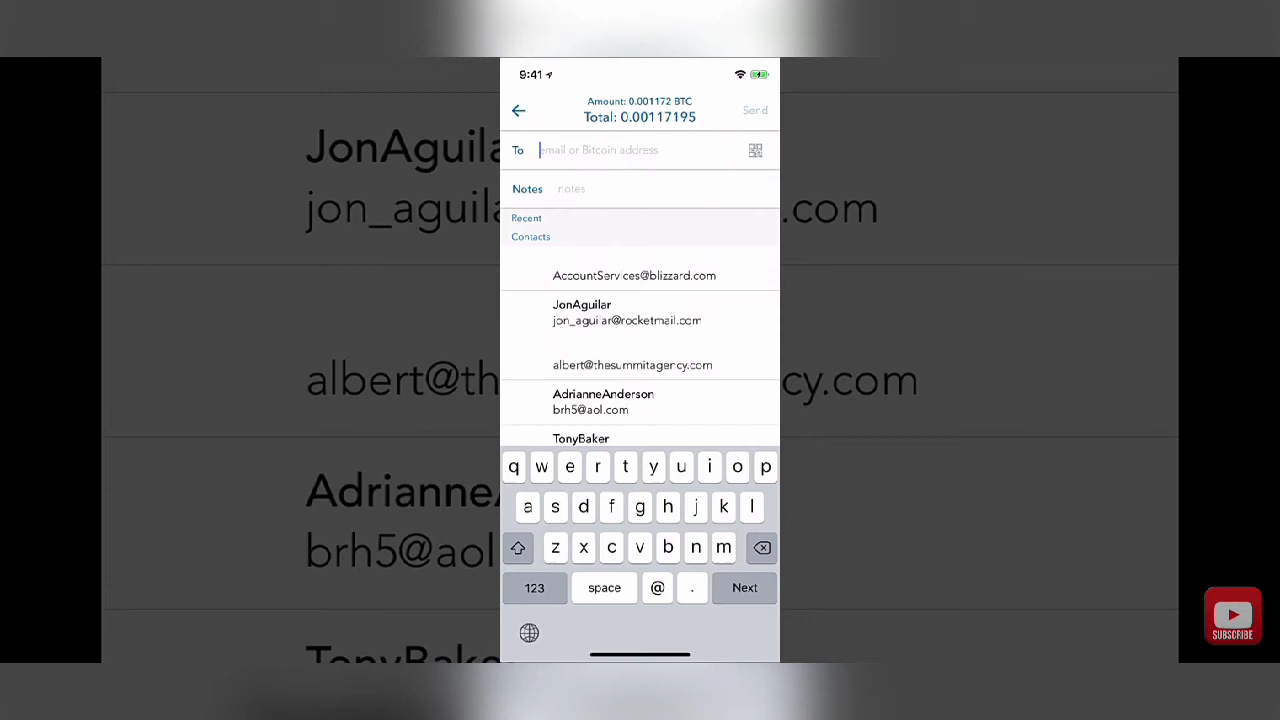 9:41
Amount: 0.001172 BTC
Total: 0.00117195
Send
To email or Bitcoin address
Notes notes
Recent
Contacts
AccountServices@blizzard.com
JonAguilar
jon_aguilar@rocketmail.com
albert@thesummitagency.com
AdrianneAnderson
brh5@aol.com
TonyBaker
q w e r t y u i o p
a s d f g h j k l
z x c v b n m
123 space @ . Next
JonAguila
jon_aguila .com
albert@th cy.com
Adrianne
brh5@aol
TonyBake
SUBSCRIBE